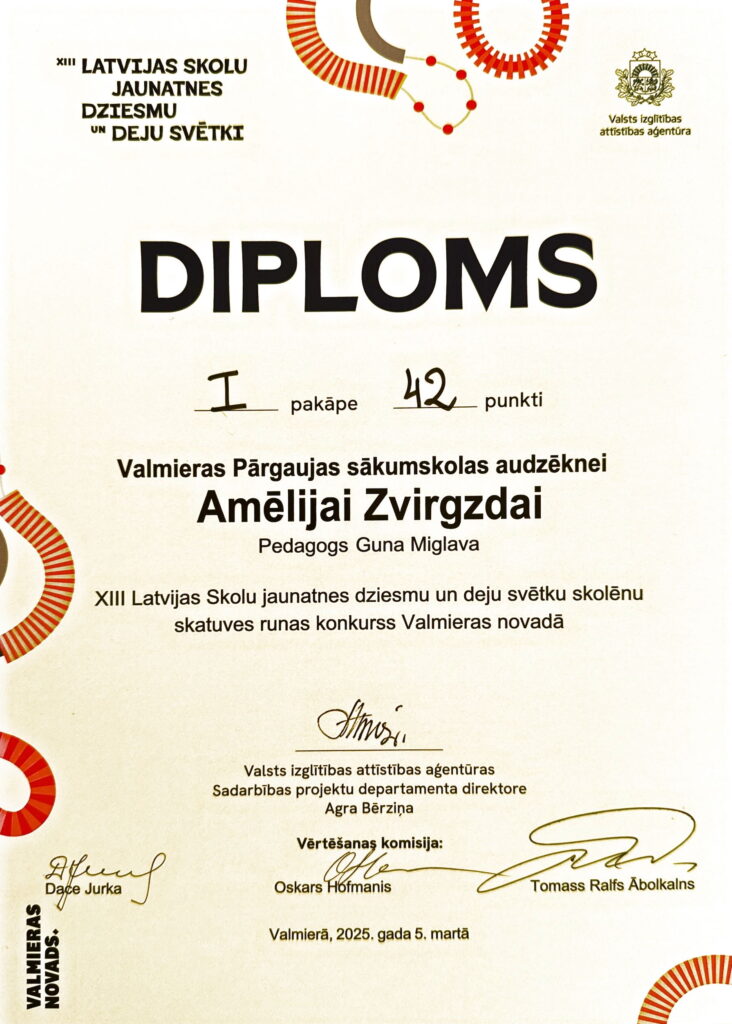 XIII LATVIJAS SKOLU
JAUNATNES
DZIESMU
UN DEJU SVĒTKI
Valsts izglītības
attīstības aģentūra
DIPLOMS
I pakāpe 42 punkti
Valmieras Pārgaujas sākumskolas audzēknei
Amēlijai Zvirgzdai
Pedagogs Guna Miglava
XIII Latvijas Skolu jaunatnes dziesmu un deju svētku skolēnu
skatuves runas konkurss Valmieras novadā
Valsts izglītības attīstības aģentūras
Sadarbības projektu departamenta direktore
Agra Bērziņa
Vērtēšanas komisija:
Dace Jurka
Oskars Hofmanis
Tomass Ralfs Ābolkalns
Valmierā, 2025. gada 5. martā
VALMIERAS
NOVADS.